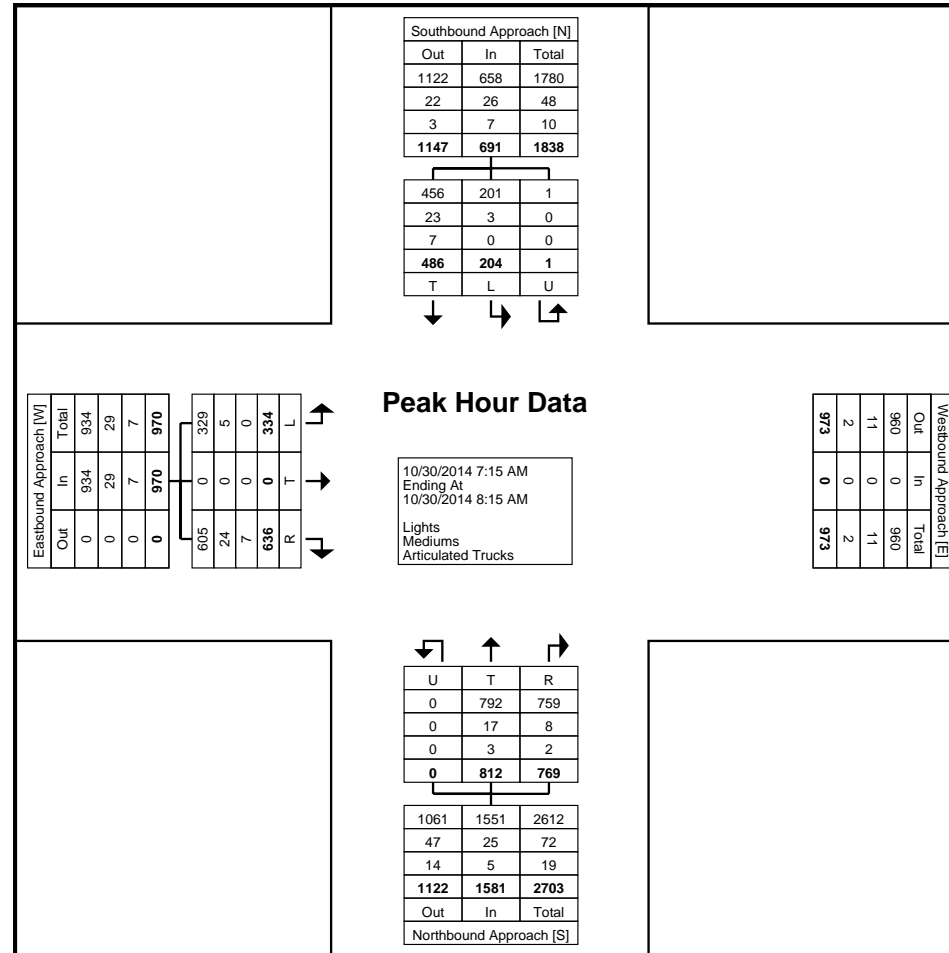 Southbound Approach [N]
Out In Total
1122 658 1780
22 26 48
3 7 10
1147 691 1838
456 201 1
23 3 0
7 0 0
486 204 1
T L U
Eastbound Approach [W]
Total 934 29 7 970
In 934 29 7 970
Out 0 0 0 0
329 5 0 334 L
0 0 0 0 T
605 24 7 636 R
Peak Hour Data
10/30/2014 7:15 AM
Ending At
10/30/2014 8:15 AM
Lights
Mediums
Articulated Trucks
Westbound Approach [E]
Out In Total
960 0 960
11 0 11
2 0 2
973 0 973
U T R
0 792 759
0 17 8
0 3 2
0 812 769
1061 1551 2612
47 25 72
14 5 19
1122 1581 2703
Out In Total
Northbound Approach [S]